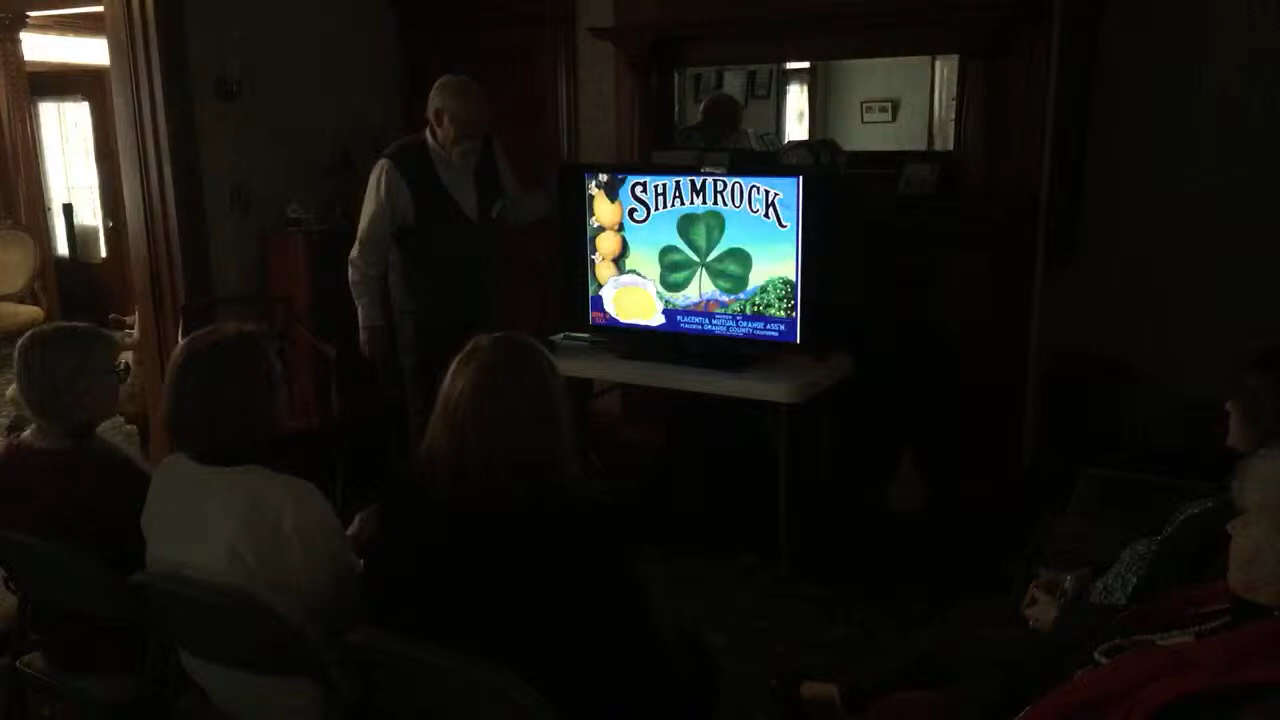 SHAMROCK
PLACENTIA MUTUAL ORANGE ASS'N.
PLACENTIA, ORANGE COUNTY CALIFORNIA